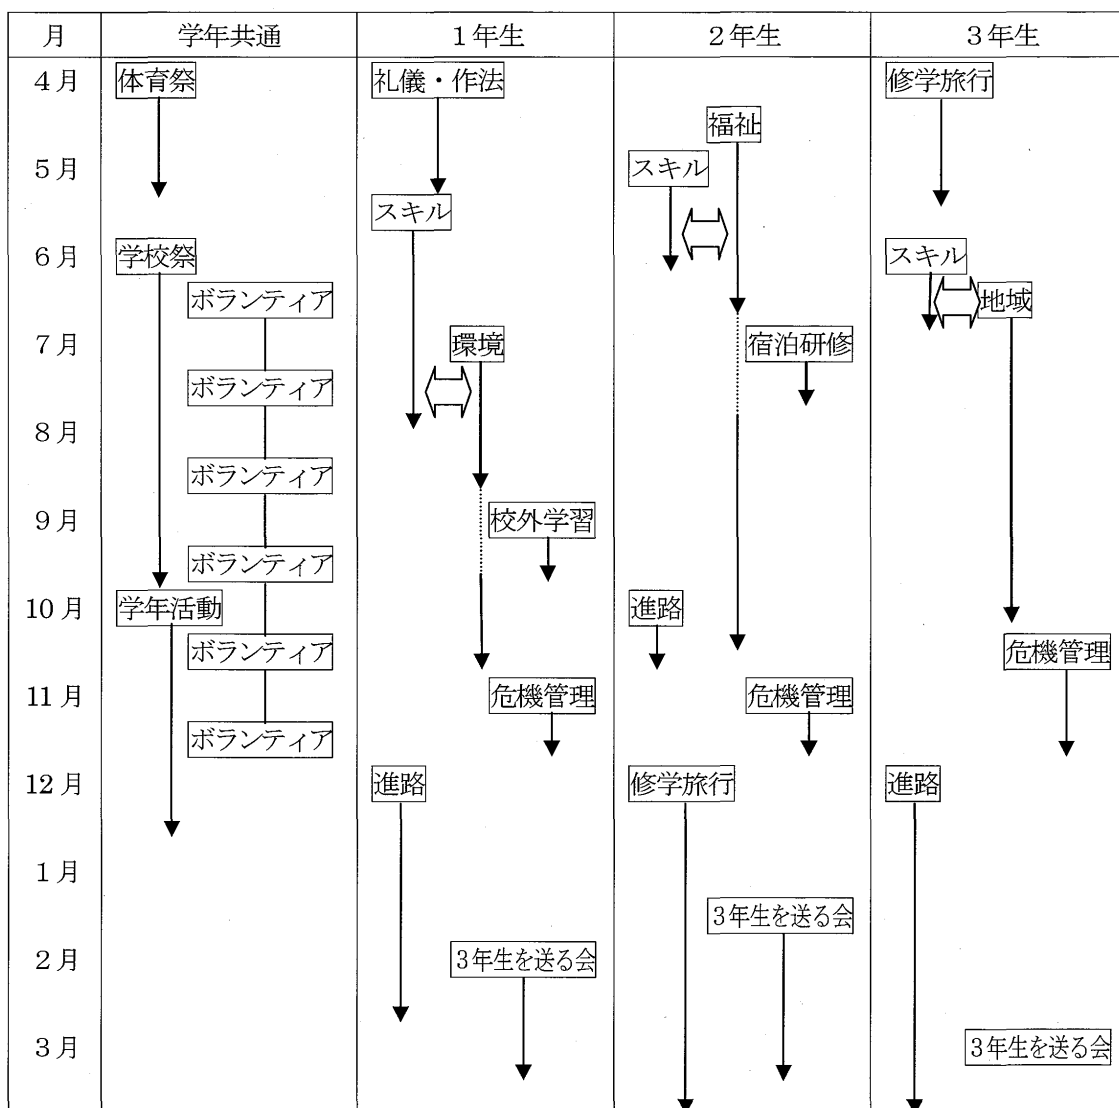 月 学年共通 1年生 2年生 3年生
4月 体育祭 礼儀・作法 修学旅行
福祉
5月 スキル
スキル
6月 学校祭 スキル
ボランティア 地域
7月 環境 宿泊研修
ボランティア
8月
ボランティア
9月 校外学習
ボランティア
10月 学年活動 進路
ボランティア 危機管理
11月 危機管理 危機管理
ボランティア
12月 進路 修学旅行 進路
1月
3年生を送る会
2月 3年生を送る会
3月 3年生を送る会